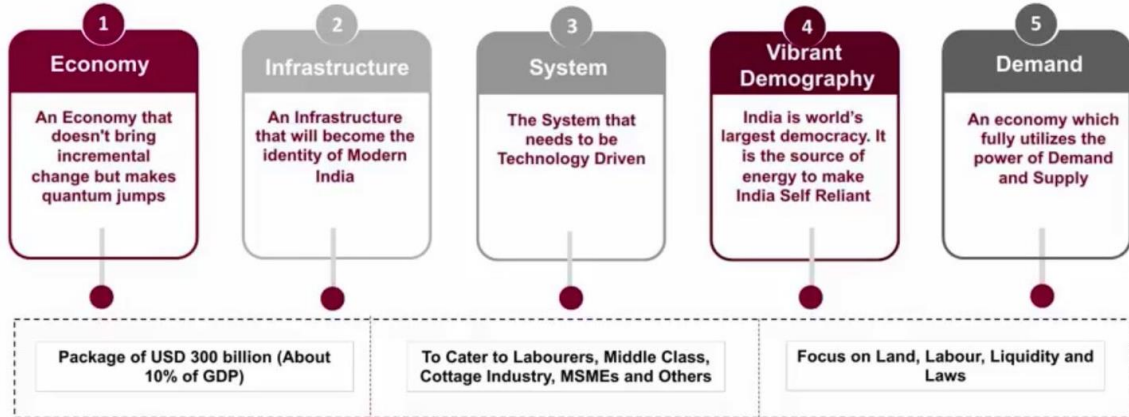 1
Economy
An Economy that
doesn't bring
incremental
change but makes
quantum jumps
2
Infrastructure
An Infrastructure
that will become the
identity of Modern
India
3
System
The System that
needs to be
Technology Driven
4
Vibrant
Demography
India is world's
largest democracy. It
is the source of
energy to make
India Self Reliant
5
Demand
An economy which
fully utilizes the
power of Demand
and Supply
Package of USD 300 billion (About
10% of GDP)
To Cater to Labourers, Middle Class,
Cottage Industry, MSMEs and Others
Focus on Land, Labour, Liquidity and
Laws